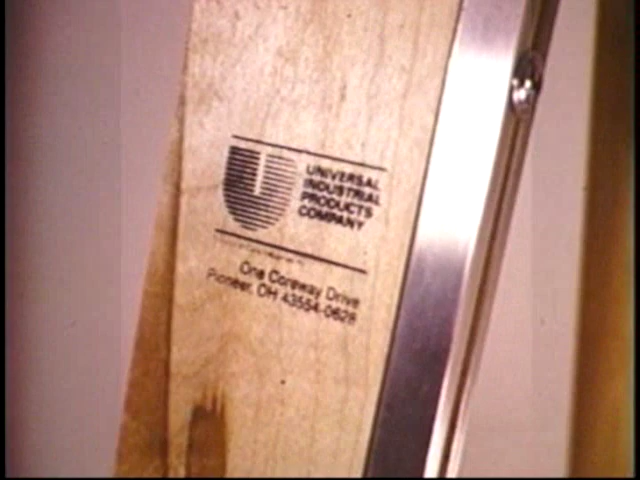 UNIVERSAL
INDUSTRIAL
PRODUCTS
COMPANY
One Coreway Drive
Pioneer, OH 43554-0628